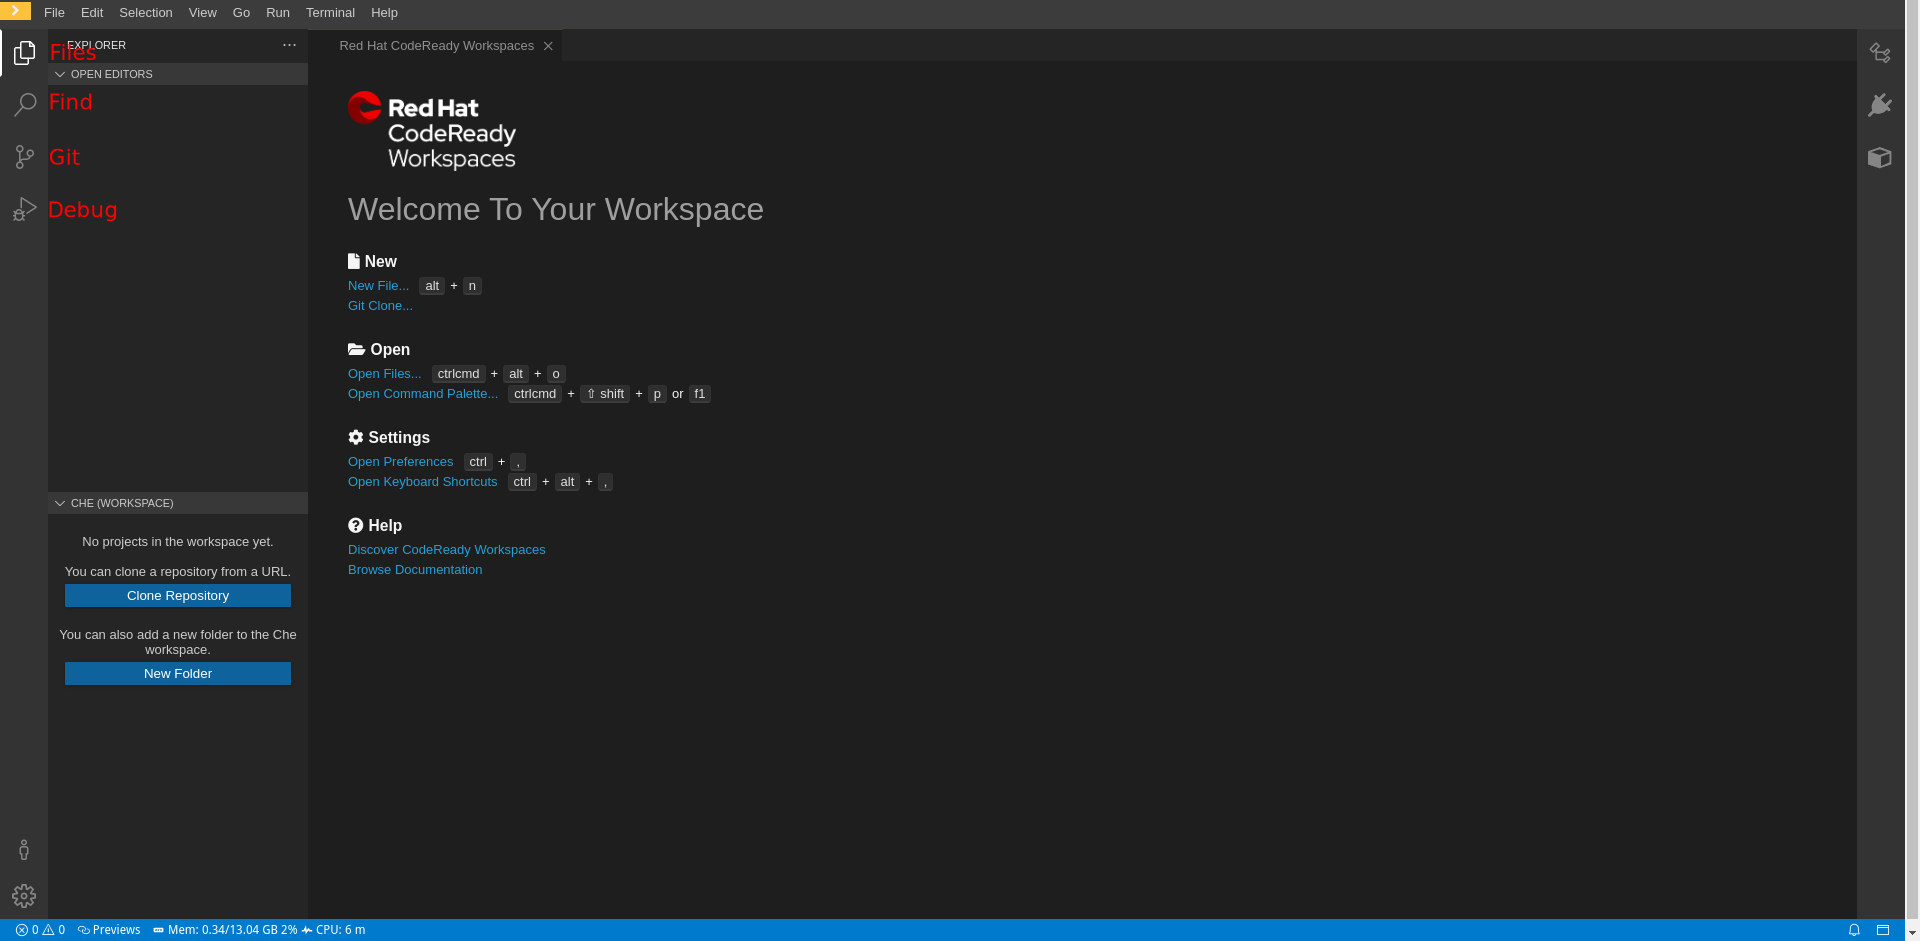 File Edit Selection View Go Run Terminal Help
EXPLORER ...
Files
OPEN EDITORS
Find
Git
Debug
CHE (WORKSPACE)
No projects in the workspace yet.
You can clone a repository from a URL.
Clone Repository
You can also add a new folder to the Che
workspace.
New Folder
Red Hat CodeReady Workspaces
Red Hat
CodeReady
Workspaces
Welcome To Your Workspace
New
New File... alt + n
Git Clone...
Open
Open Files... ctrlcmd + alt + o
Open Command Palette... ctrlcmd + ⇧ shift + p or f1
Settings
Open Preferences ctrl + ,
Open Keyboard Shortcuts ctrl + alt + ,
Help
Discover CodeReady Workspaces
Browse Documentation
0 0 Previews Mem: 0.34/13.04 GB 2% CPU: 6 m